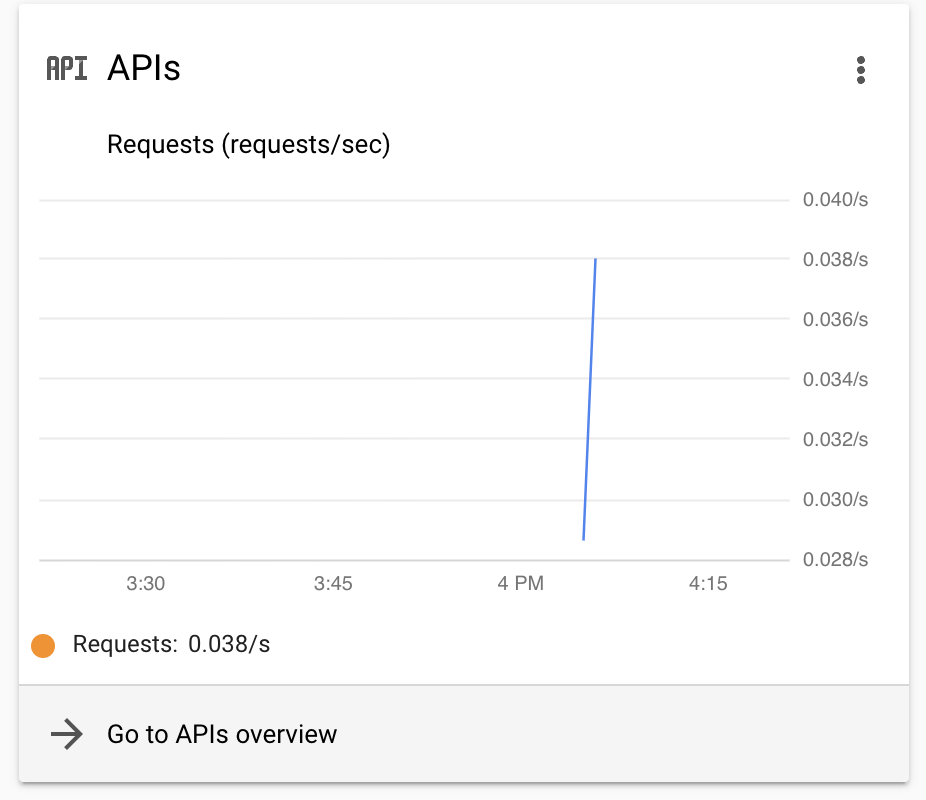 API APIs
Requests (requests/sec)
0.040/s
0.038/s
0.036/s
0.034/s
0.032/s
0.030/s
0.028/s
3:30 3:45 4 PM 4:15
Requests: 0.038/s
Go to APIs overview